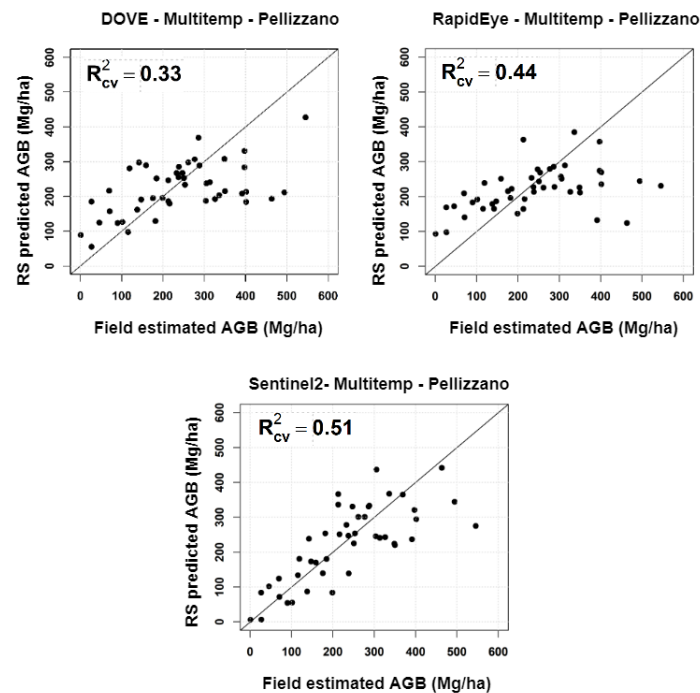 DOVE - Multitemp - Pellizzano
R²cv = 0.33
RS predicted AGB (Mg/ha)
600
500
400
300
200
100
0
0 100 200 300 400 500 600
Field estimated AGB (Mg/ha)
RapidEye - Multitemp - Pellizzano
R²cv = 0.44
RS predicted AGB (Mg/ha)
600
500
400
300
200
100
0
0 100 200 300 400 500 600
Field estimated AGB (Mg/ha)
Sentinel2- Multitemp - Pellizzano
R²cv = 0.51
RS predicted AGB (Mg/ha)
600
500
400
300
200
100
0
0 100 200 300 400 500 600
Field estimated AGB (Mg/ha)